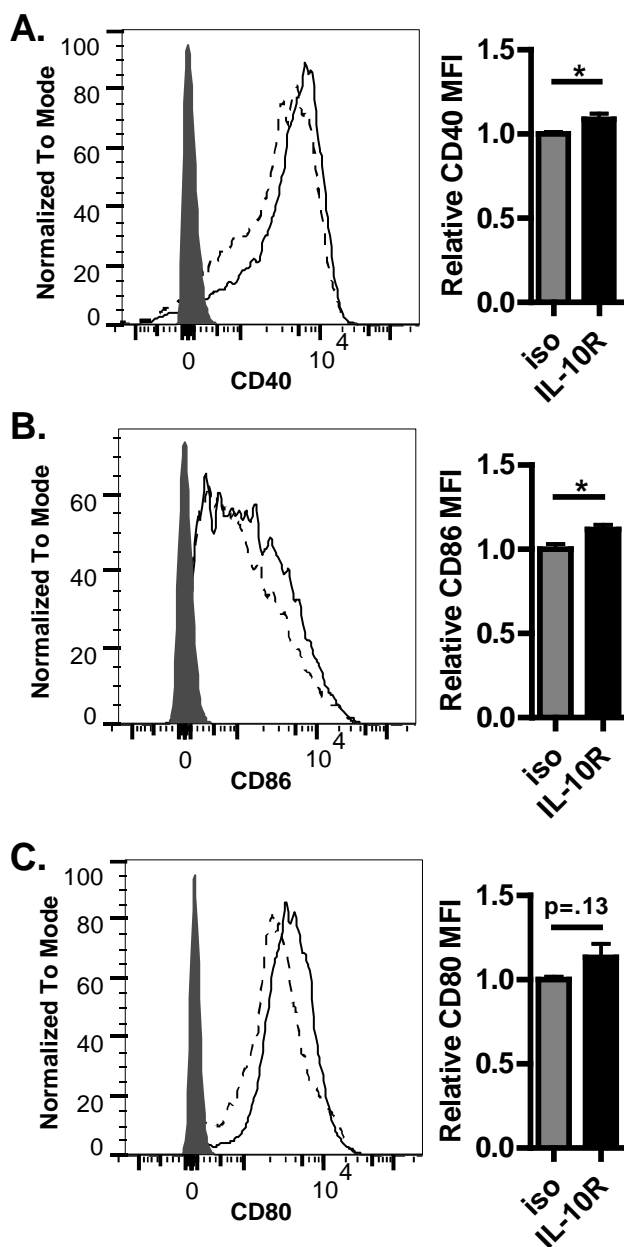 A.
Normalized To Mode
100
80
60
40
20
0
0
10 4
CD40
Relative CD40 MFI
1.5
1.0
0.5
0.0
*
iso
IL-10R
B.
Normalized To Mode
60
40
20
0
0
10 4
CD86
Relative CD86 MFI
1.5
1.0
0.5
0.0
*
iso
IL-10R
C.
Normalized To Mode
100
80
60
40
20
0
0
10 4
CD80
Relative CD80 MFI
1.5
1.0
0.5
0.0
p=.13
iso
IL-10R